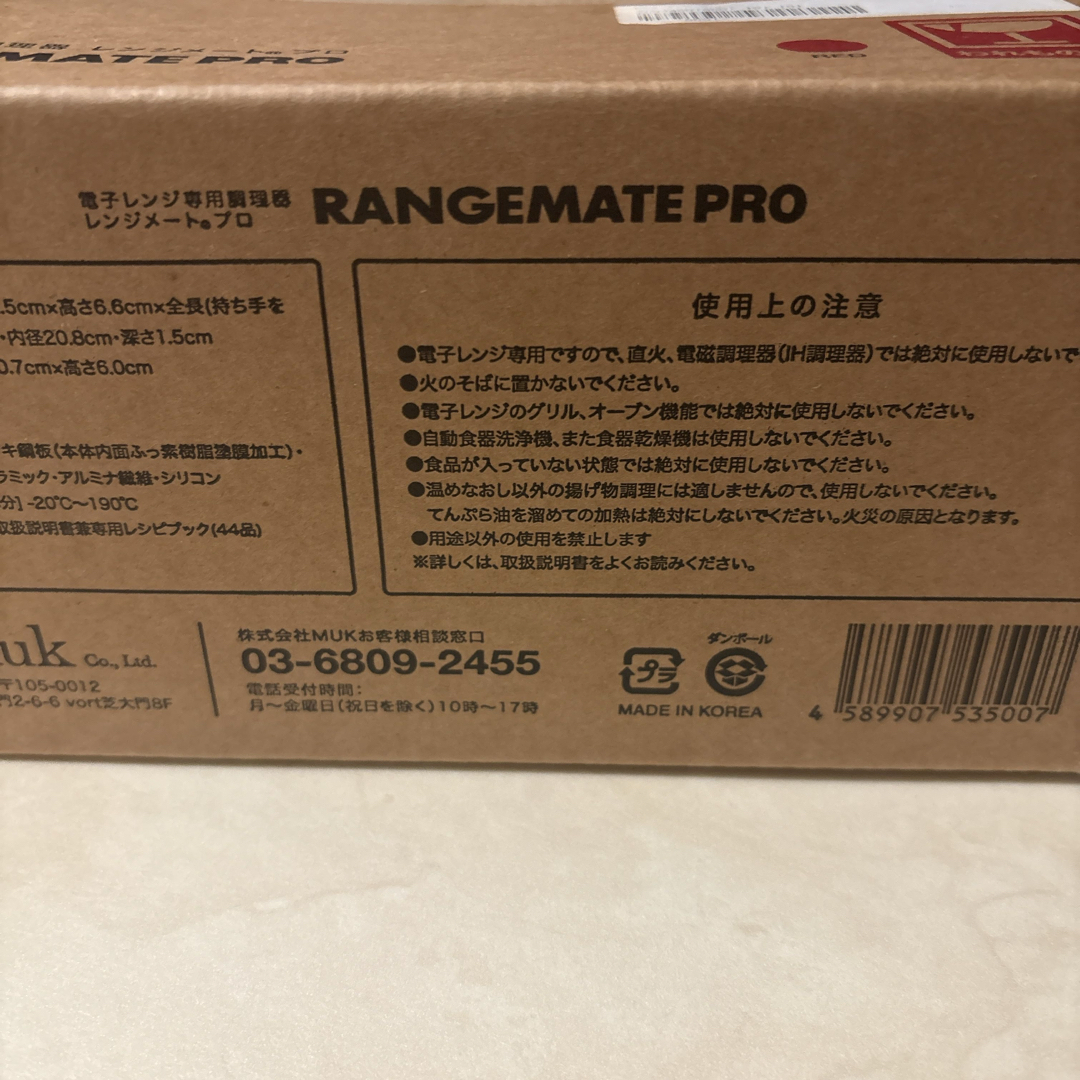 理器 レンジメート®プロ
MATE PRO
RED
電子レンジ専用調理器
レンジメート®プロ
RANGEMATE PRO
.5cm×高さ6.6cm×全長(持ち手を
・内径20.8cm・深さ1.5cm
0.7cm×高さ6.0cm
キ鋼板(本体内面ふっ素樹脂塗膜加工)・
ラミック・アルミナ繊維・シリコン
分] -20℃〜190℃
取扱説明書兼専用レシピブック(44品)
使用上の注意
●電子レンジ専用ですので、直火、電磁調理器(IH調理器)では絶対に使用しないで
●火のそばに置かないでください。
●電子レンジのグリル、オーブン機能では絶対に使用しないでください。
●自動食器洗浄機、また食器乾燥機は使用しないでください。
●食品が入っていない状態では絶対に使用しないでください。
●温めなおし以外の揚げ物調理には適しませんので、使用しないでください。
てんぷら油を溜めての加熱は絶対にしないでください。火災の原因となります。
●用途以外の使用を禁止します
※詳しくは、取扱説明書をよくお読みください。
uk Co., Ltd.
〒105-0012
門2-6-6 vort芝大門8F
株式会社MUKお客様相談窓口
03-6809-2455
電話受付時間:
月〜金曜日(祝日を除く)10時〜17時
プラ
ダンボール
MADE IN KOREA
4 589907 535007